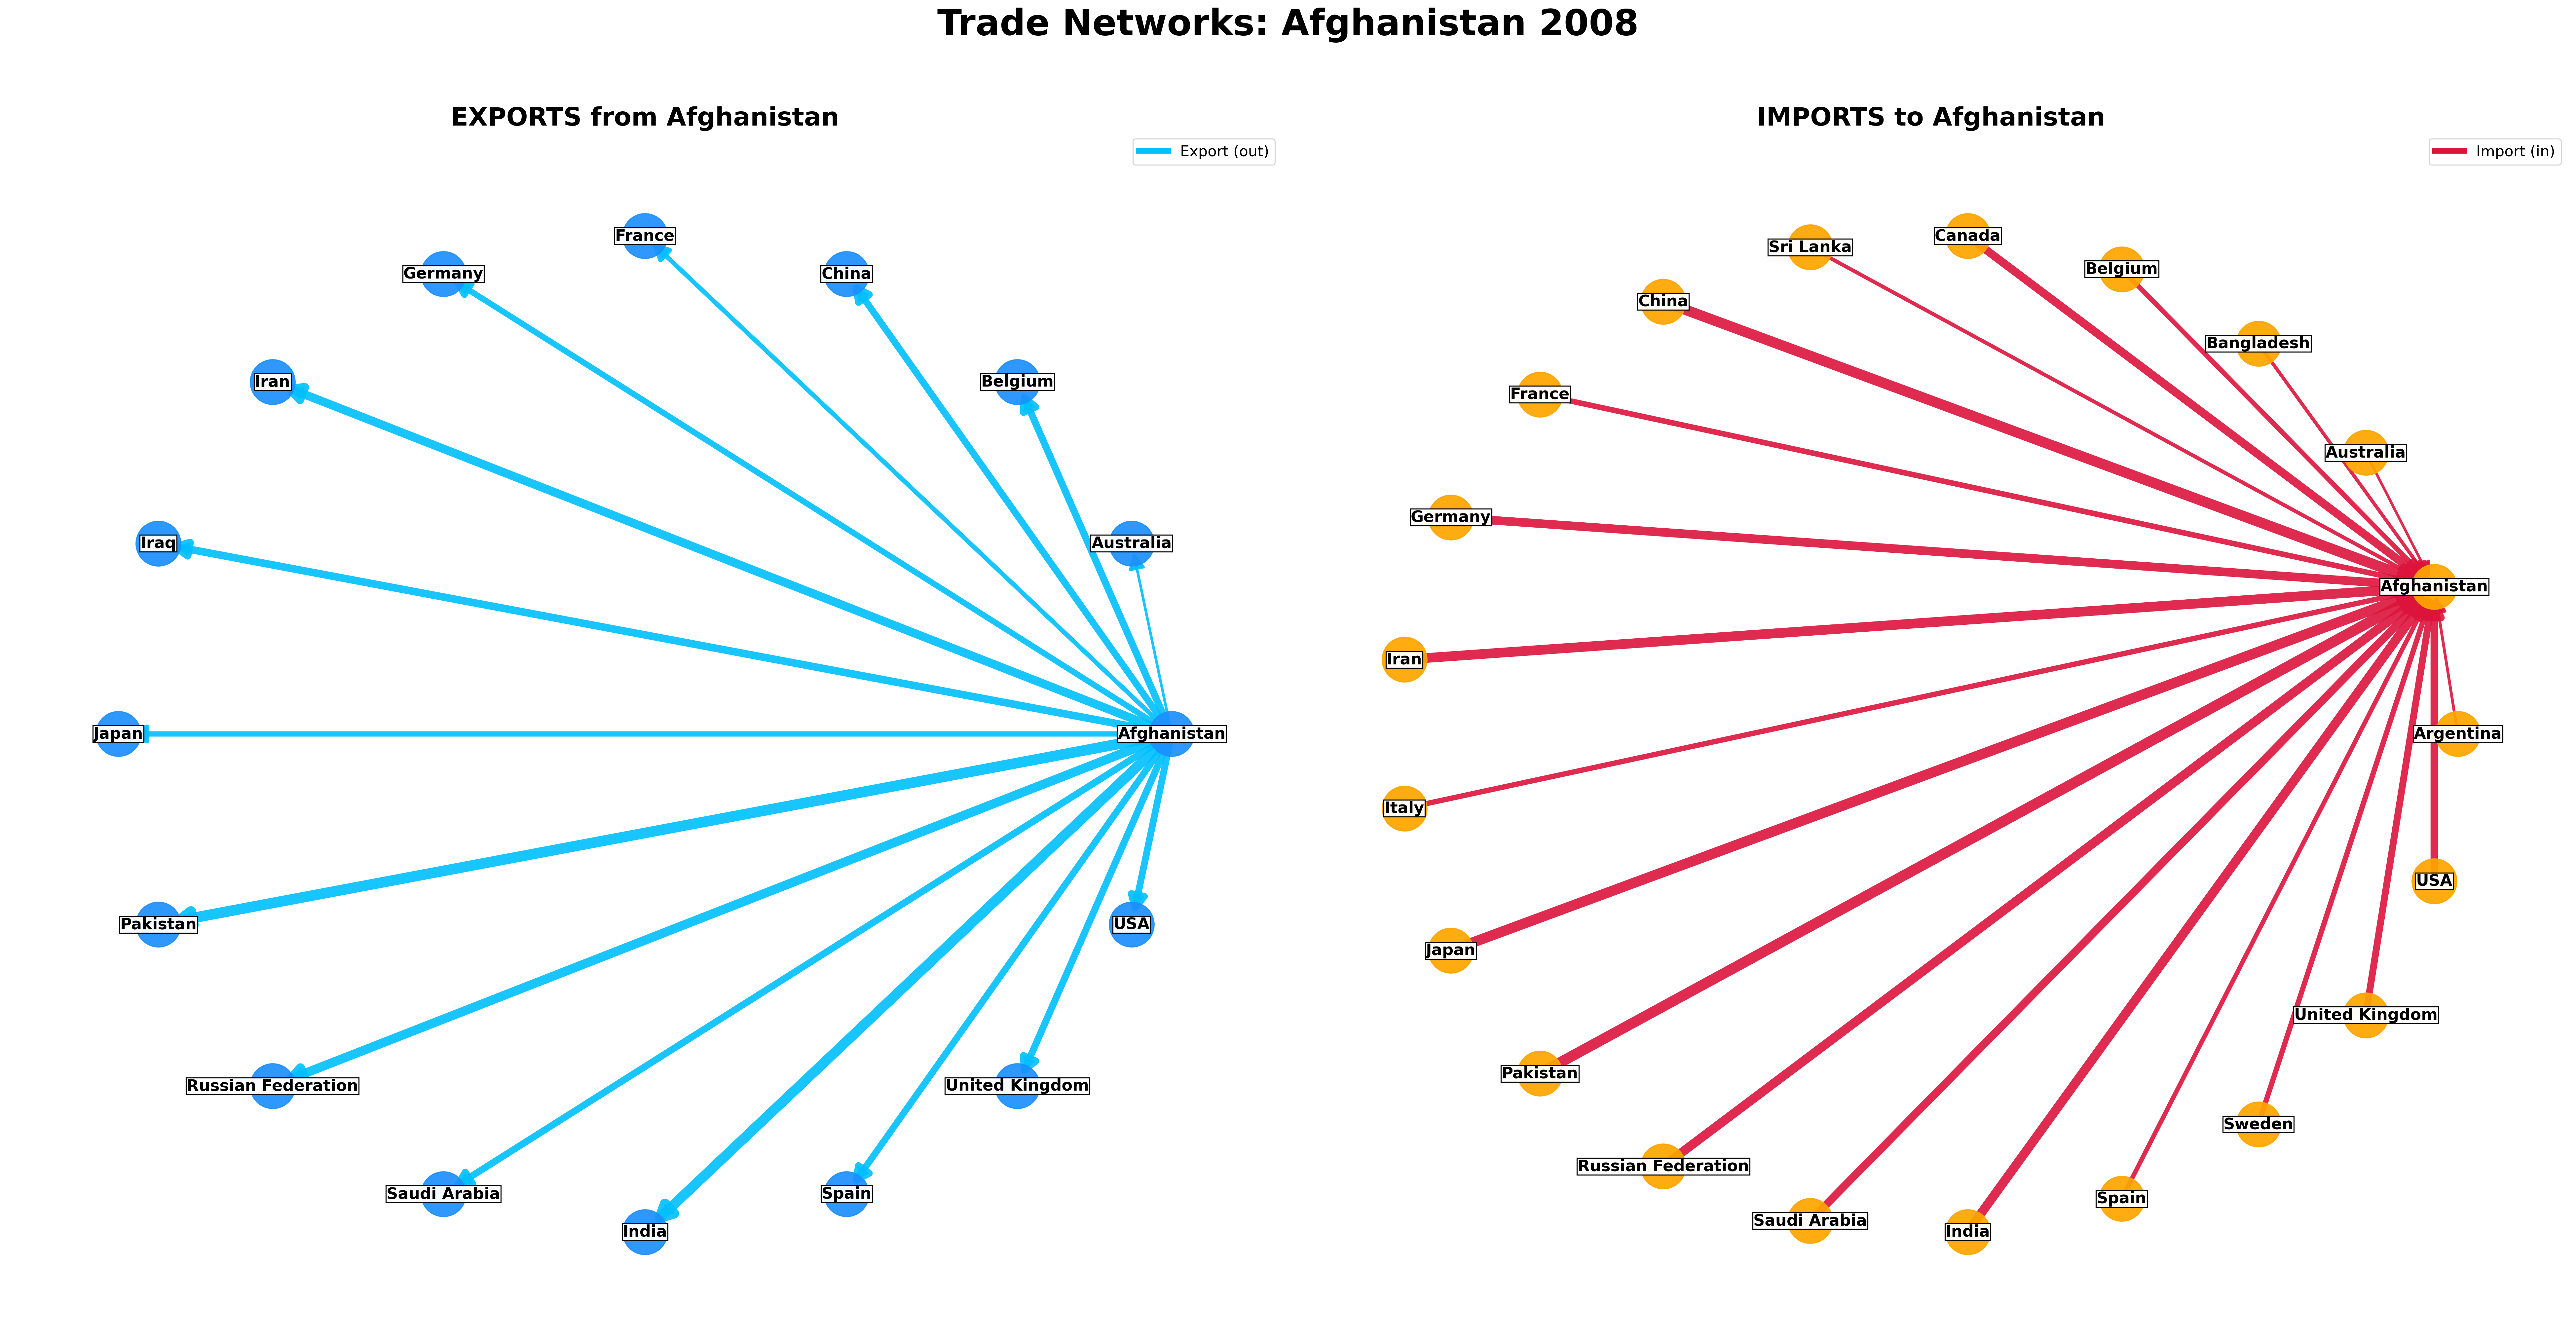 Trade Networks: Afghanistan 2008
EXPORTS from Afghanistan
Export (out)
France
Germany
China
Iran
Belgium
Iraq
Australia
Japan
Afghanistan
Pakistan
USA
Russian Federation
United Kingdom
Saudi Arabia
Spain
India
IMPORTS to Afghanistan
Import (in)
Canada
Sri Lanka
Belgium
China
Bangladesh
France
Australia
Germany
Afghanistan
Iran
Argentina
Italy
USA
Japan
United Kingdom
Pakistan
Sweden
Russian Federation
Spain
Saudi Arabia
India